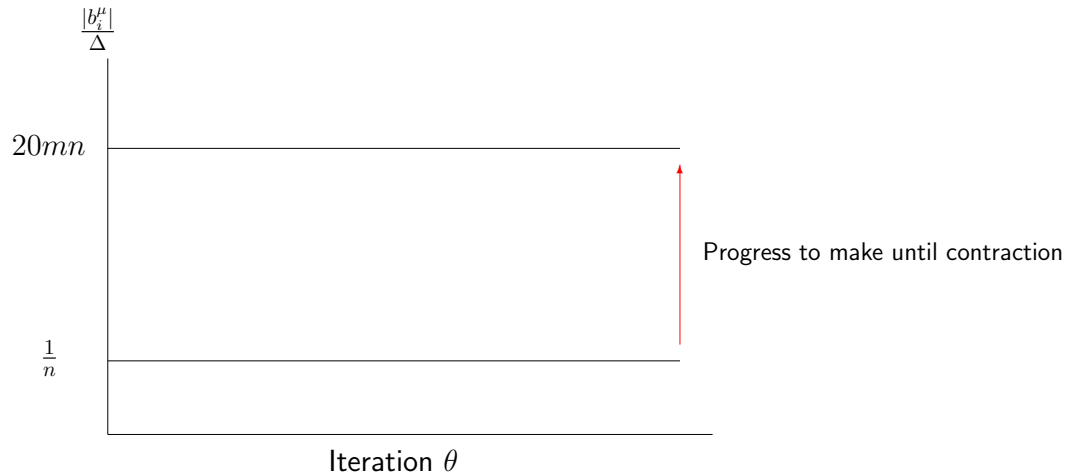 |b_i^μ|
Δ
20mn
Progress to make until contraction
1
n
Iteration θ